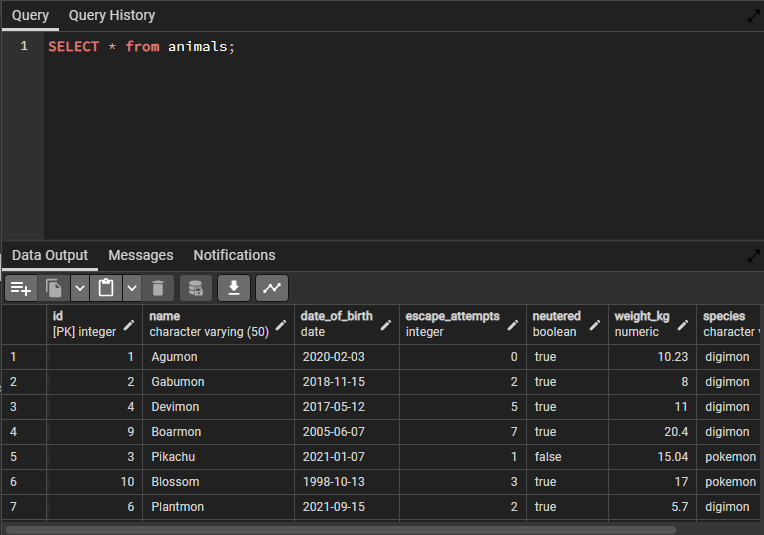 Query Query History
1 SELECT * from animals;
Data Output Messages Notifications
id name date_of_birth escape_attempts neutered weight_kg species
[PK] integer character varying (50) date integer boolean numeric character
1 1 Agumon 2020-02-03 0 true 10.23 digimon
2 2 Gabumon 2018-11-15 2 true 8 digimon
3 4 Devimon 2017-05-12 5 true 11 digimon
4 9 Boarmon 2005-06-07 7 true 20.4 digimon
5 3 Pikachu 2021-01-07 1 false 15.04 pokemon
6 10 Blossom 1998-10-13 3 true 17 pokemon
7 6 Plantmon 2021-09-15 2 true 5.7 digimon